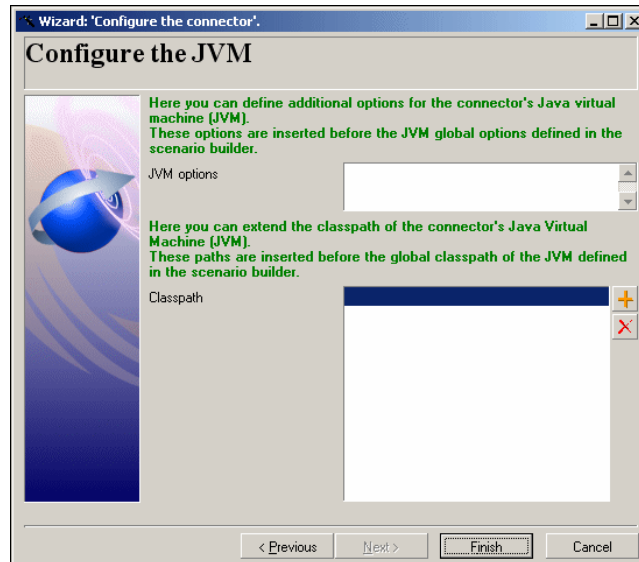 Wizard: 'Configure the connector'.
Configure the JVM
Here you can define additional options for the connector's Java virtual
machine (JVM).
These options are inserted before the JVM global options defined in the
scenario builder.
JVM options
Here you can extend the classpath of the connector's Java Virtual
Machine (JVM).
These paths are inserted before the global classpath of the JVM defined
in the scenario builder.
Classpath
< Previous
Next >
Finish
Cancel